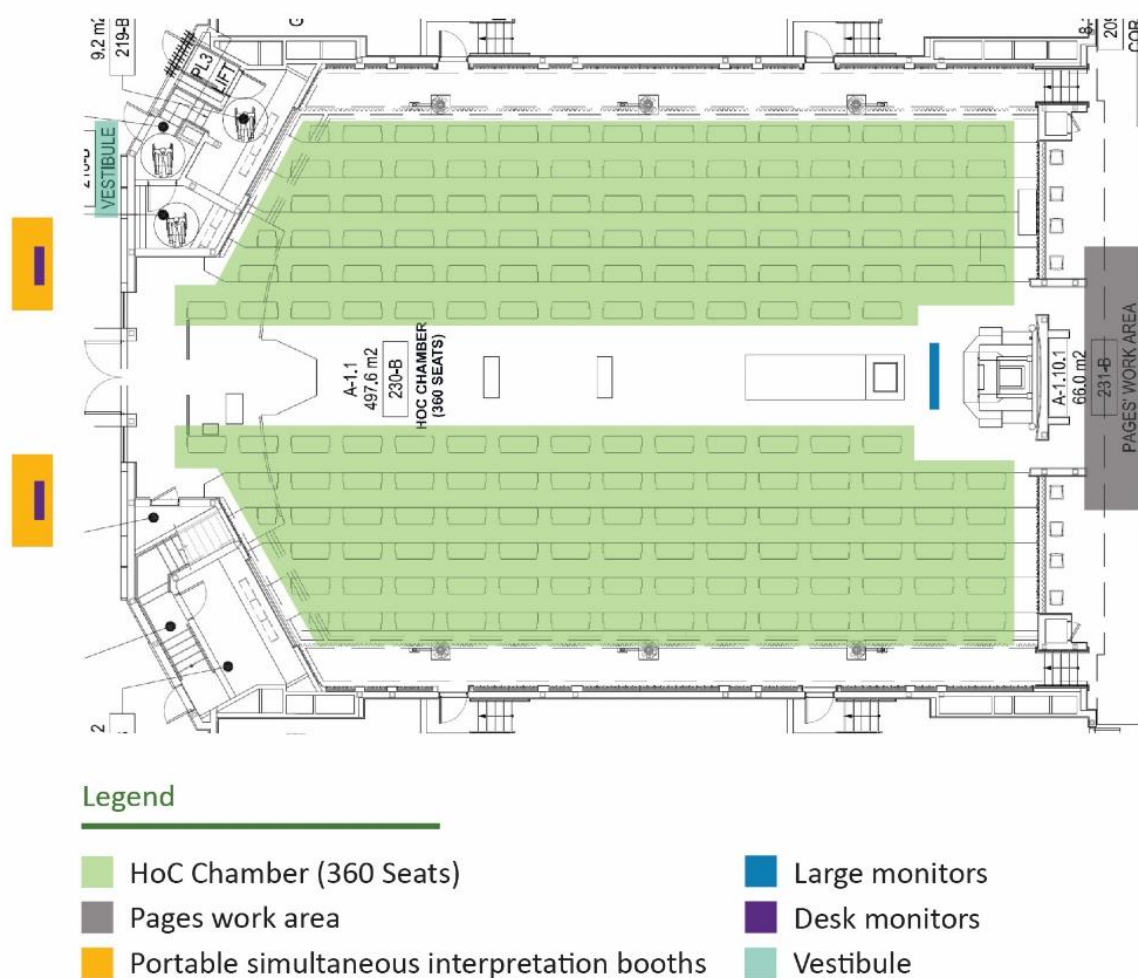 9.2 m2
219-B
PL3
LIFT
VESTIBULE
A-1.1
497.6 m2
230-B
HOC CHAMBER
(360 SEATS)
A-1.10.1
66.0 m2
231-B
PAGES' WORK AREA
2
Legend
HoC Chamber (360 Seats)
Pages work area
Portable simultaneous interpretation booths
Large monitors
Desk monitors
Vestibule